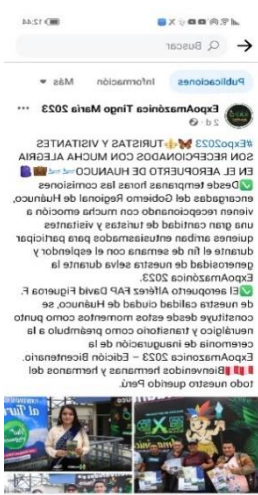 12:44
Buscar
Publicaciones Información Más
ExpoAmazónica Tingo María 2023
2 d
#Expo2023 TURISTAS Y VISITANTES
SON RECEPCIONADOS CON MUCHA ALEGRIA
EN EL AEROPUERTO DE HUANUCO
Desde tempranas horas las comisiones
encargadas del Gobierno Regional de Huánuco,
vienen recepcionando con mucha emoción a
una gran cantidad de turistas y visitantes
quienes arriban entusiasmados para participar
durante el fin de semana con el esplendor y
generosidad de nuestra selva durante la
ExpoAmazónica 2023.
El aeropuerto Alférez FAP David Figueroa F.
de nuestra calidad ciudad de Huánuco, se
constituye desde estos momentos como punto
neurálgico y transitorio como preámbulo a la
ceremonia de inauguración de la
ExpoAmazonica 2023 – Edición Bicentenario.
¡Bienvenidos hermanas y hermanos del
todo nuestro querido Perú.
al Tur